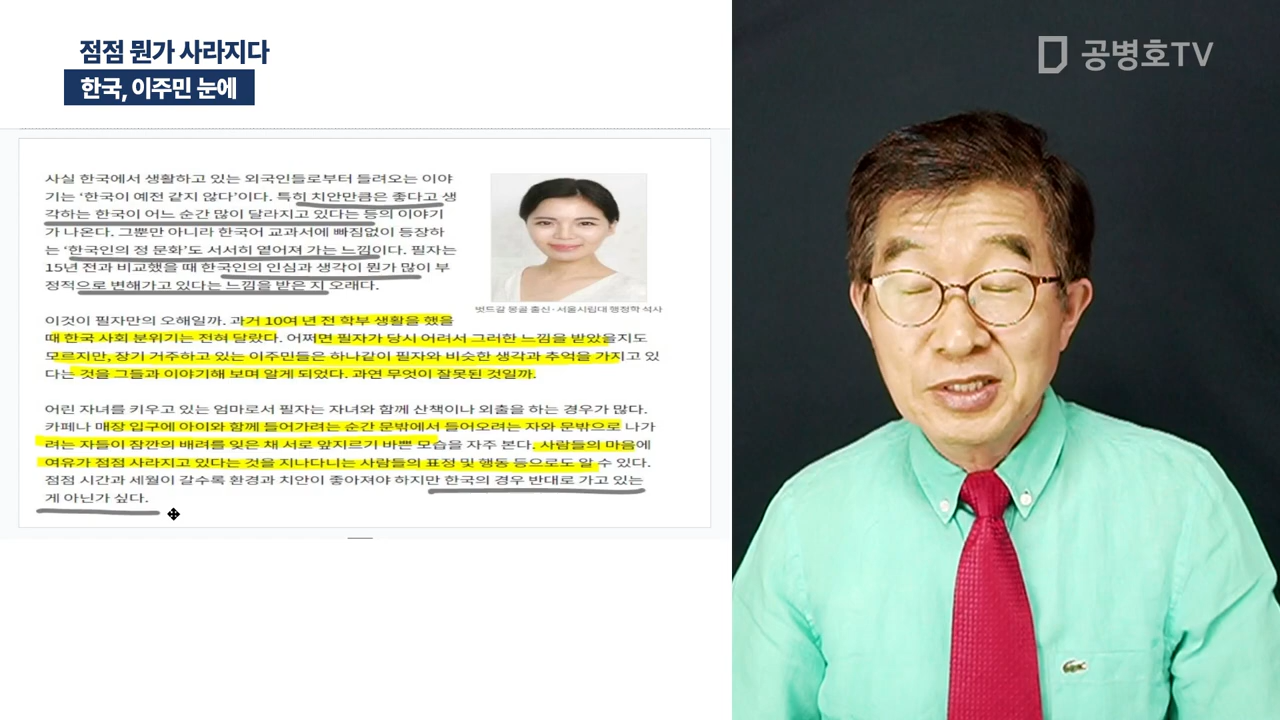 점점 뭔가 사라지다
한국, 이주민 눈에
공병호TV
사실 한국에서 생활하고 있는 외국인들로부터 들려오는 이야
기는 ‘한국이 예전 같지 않다’이다. 특히 치안만큼은 좋다고 생
각하는 한국이 어느 순간 많이 달라지고 있다는 등의 이야기
가 나온다. 그뿐만 아니라 한국어 교과서에 빠짐없이 등장하
는 ‘한국인의 정 문화’도 서서히 옅어져 가는 느낌이다. 필자는
15년 전과 비교했을 때 한국인의 인심과 생각이 뭔가 많이 부
정적으로 변해가고 있다는 느낌을 받은 지 오래다.
벗드갈 몽골 출신·서울시립대 행정학 석사
이것이 필자만의 오해일까. 과거 10여 년 전 학부 생활을 했을
때 한국 사회 분위기는 전혀 달랐다. 어쩌면 필자가 당시 어려서 그러한 느낌을 받았을지도
모르지만, 장기 거주하고 있는 이주민들은 하나같이 필자와 비슷한 생각과 추억을 가지고 있
다는 것을 그들과 이야기해 보며 알게 되었다. 과연 무엇이 잘못된 것일까.
어린 자녀를 키우고 있는 엄마로서 필자는 자녀와 함께 산책이나 외출을 하는 경우가 많다.
카페나 매장 입구에 아이와 함께 들어가려는 순간 문밖에서 들어오려는 자와 문밖으로 나가
려는 자들이 잠깐의 배려를 잊은 채 서로 앞지르기 바쁜 모습을 자주 본다. 사람들의 마음에
여유가 점점 사라지고 있다는 것을 지나다니는 사람들의 표정 및 행동 등으로도 알 수 있다.
점점 시간과 세월이 갈수록 환경과 치안이 좋아져야 하지만 한국의 경우 반대로 가고 있는
게 아닌가 싶다.